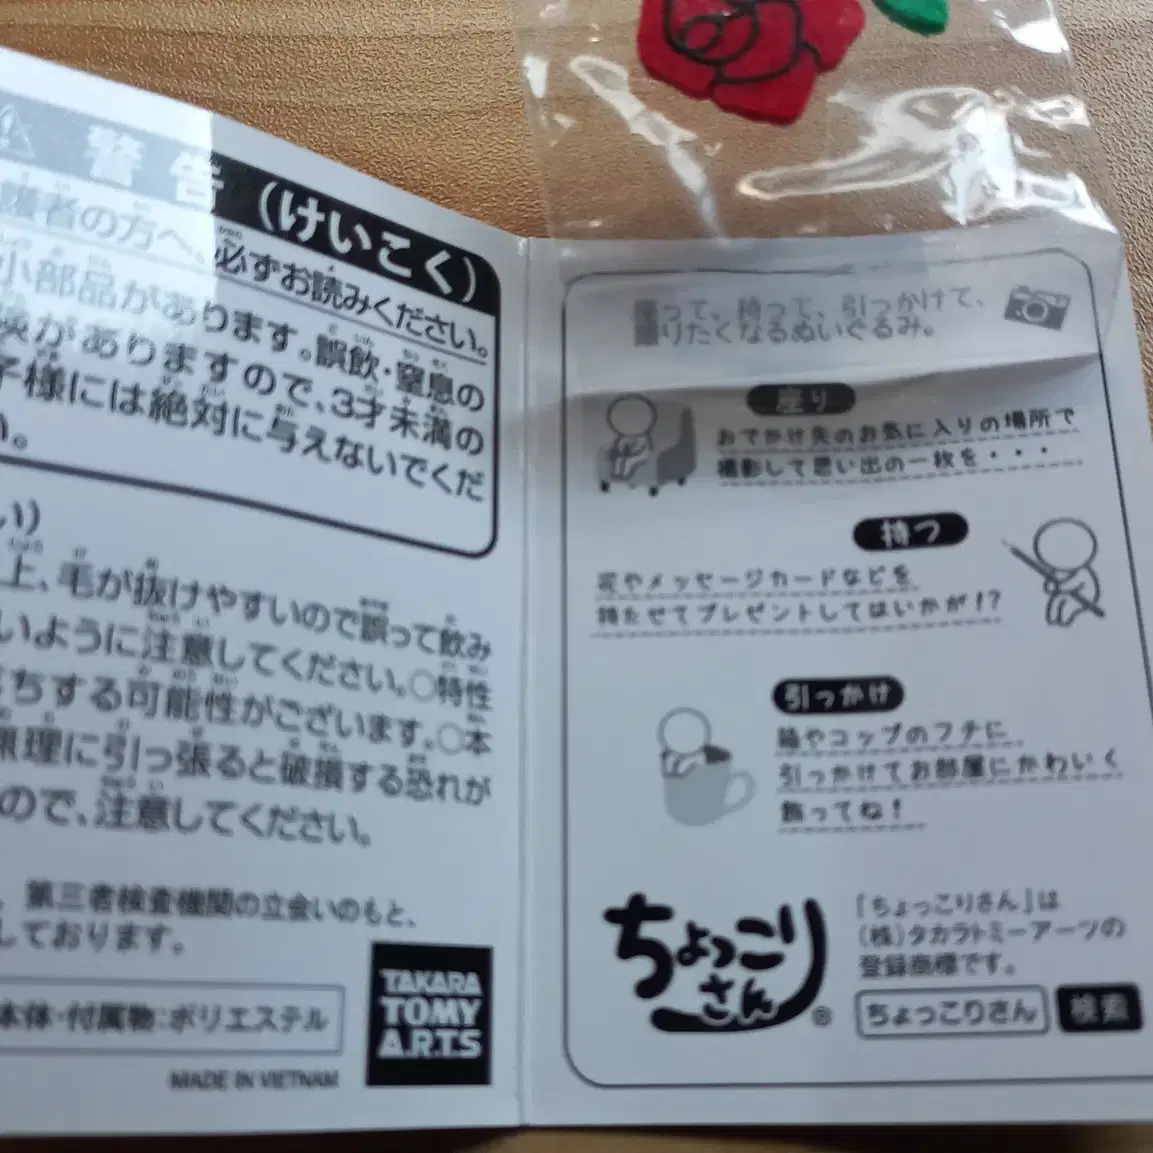 警告(けいこく)
護者の方へ。必ずお読みください。
小部品があります。誤飲・窒息の
険がありますので、3才未満の
子様には絶対に与えないでくだ
い。
い)
上、毛が抜けやすいので誤って飲み
いように注意してください。○特性
ちする可能性がございます。○本
無理に引っ張ると破損する恐れが
ので、注意してください。
、第三者検査機関の立会いのもと、
しております。
本体・付属物:ポリエステル
MADE IN VIETNAM
TAKARA
TOMY
A.R.T.S
座って、持って、引っかけて、
撮りたくなるぬいぐるみ。
座り
おでかけ先のお気に入りの場所で
撮影して思い出の一枚を・・・
持つ
花やメッセージカードなどを
持たせてプレゼントしてはいかが!?
引っかけ
鉢やコップのフチに
引っかけてお部屋にかわいく
飾ってね!
ちょっこりさん®
「ちょっこりさん」は
(株)タカラトミーアーツの
登録商標です。
ちょっこりさん 検索